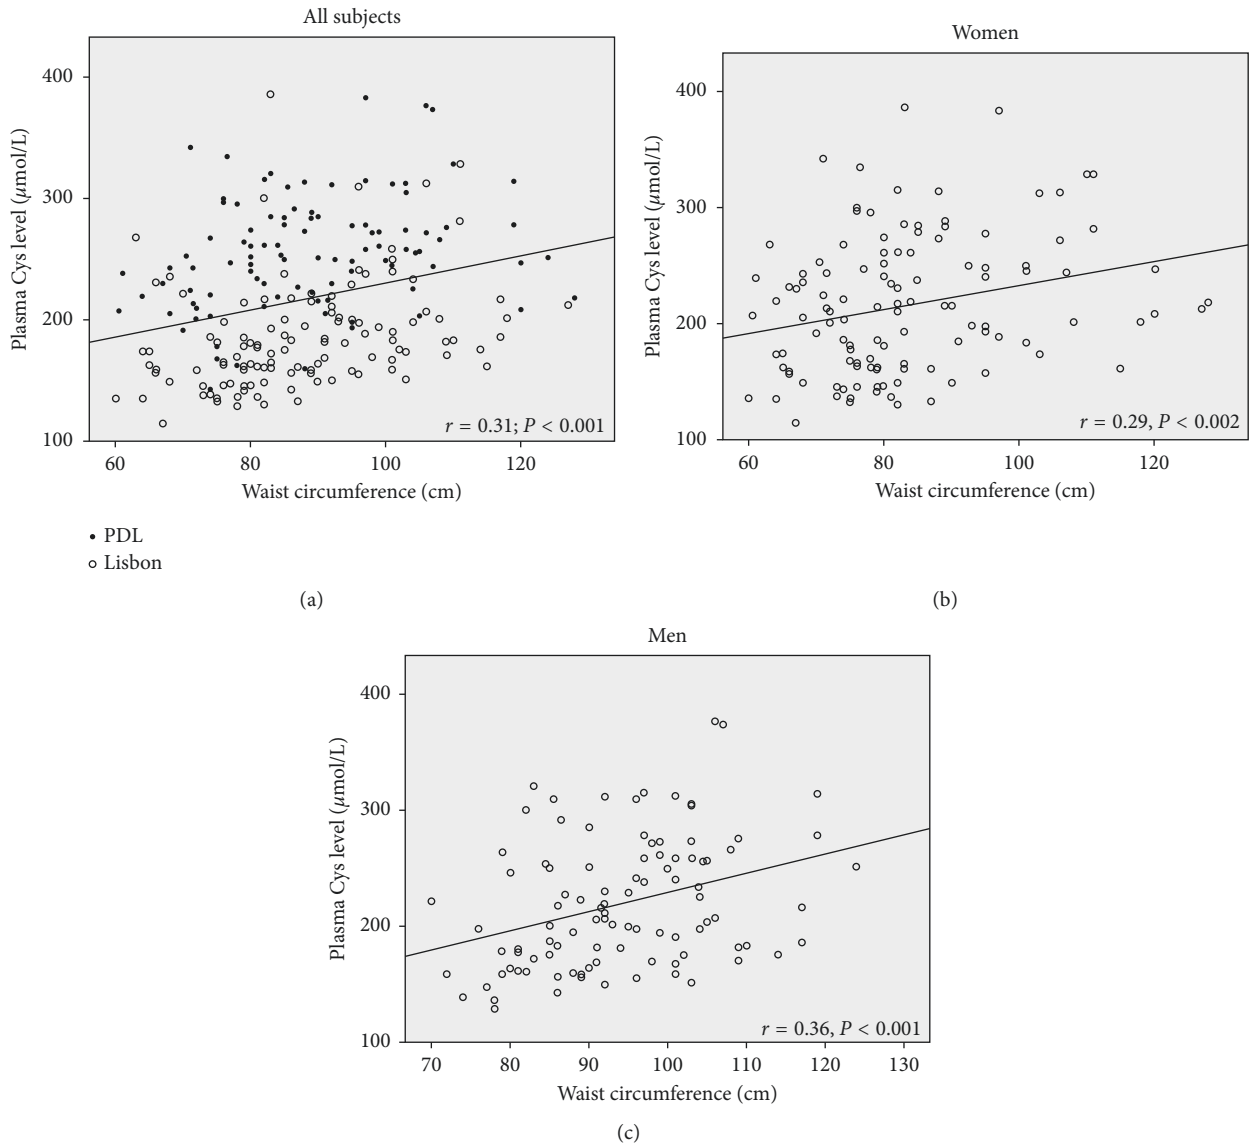 All subjects
Plasma Cys level (μmol/L)
400
300
200
100
r = 0.31; P < 0.001
60
80
100
120
Waist circumference (cm)
PDL
Lisbon
(a)
Women
Plasma Cys level (μmol/L)
400
300
200
100
r = 0.29, P < 0.002
60
80
100
120
Waist circumference (cm)
(b)
Men
Plasma Cys level (μmol/L)
400
300
200
100
r = 0.36, P < 0.001
70
80
90
100
110
120
130
Waist circumference (cm)
(c)